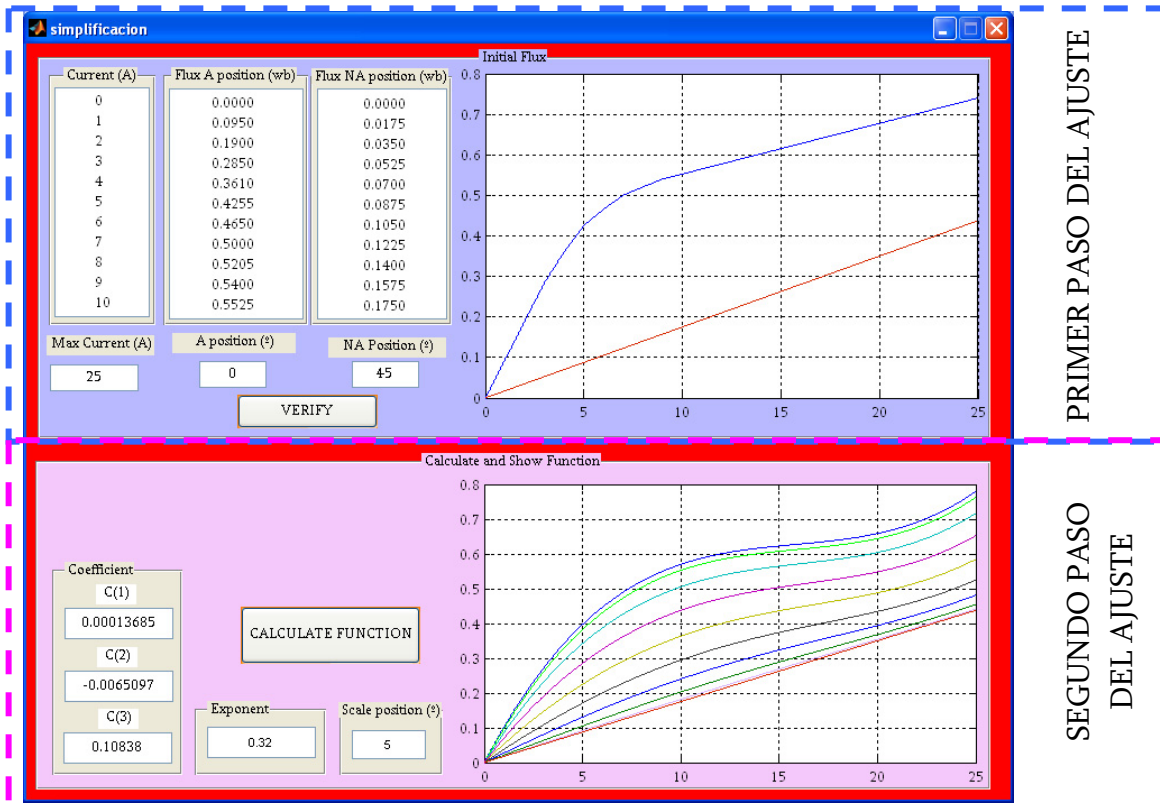 simplificacion
Initial Flux
Current (A)
0
1
2
3
4
5
6
7
8
9
10
Flux A position (wb)
0.0000
0.0950
0.1900
0.2850
0.3610
0.4255
0.4650
0.5000
0.5205
0.5400
0.5525
Flux NA position (wb)
0.0000
0.0175
0.0350
0.0525
0.0700
0.0875
0.1050
0.1225
0.1400
0.1575
0.1750
Max Current (A)
25
A position (º)
0
NA Position (º)
45
VERIFY
0.8
0.7
0.6
0.5
0.4
0.3
0.2
0.1
0
0 5 10 15 20 25
PRIMER PASO DEL AJUSTE
Calculate and Show Function
Coefficient
C(1)
0.00013685
C(2)
-0.0065097
C(3)
0.10838
CALCULATE FUNCTION
Exponent
0.32
Scale position (º)
5
0.8
0.7
0.6
0.5
0.4
0.3
0.2
0.1
0
0 5 10 15 20 25
SEGUNDO PASO
DEL AJUSTE